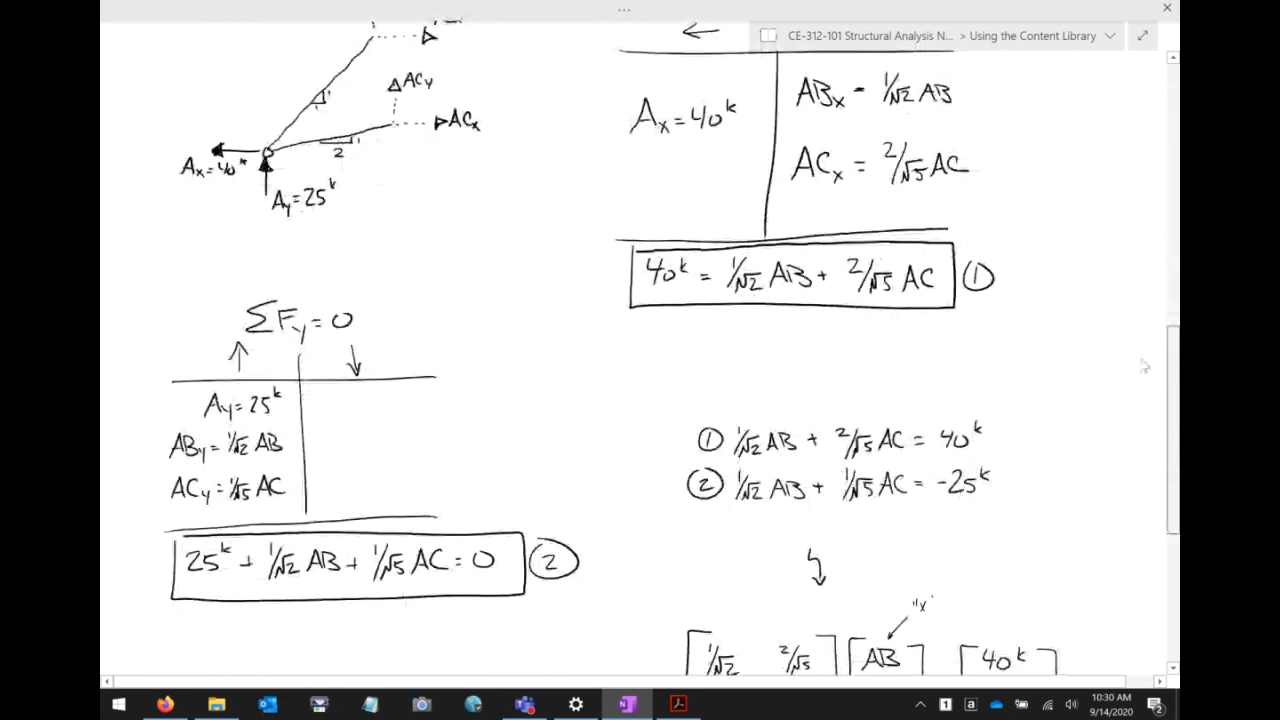 CE-312-101 Structural Analysis N... > Using the Content Library
ACy
ACx
1
1
2
Ax=40k
Ay=25k
←
Ax=40k
ABx = 1/√2 AB
ACx = 2/√5 AC
40k = 1/√2 AB + 2/√5 AC ①
ΣFy=0
↑ ↓
Ay=25k
ABy=1/√2 AB
ACy=1/√5 AC
25k + 1/√2 AB + 1/√5 AC = 0 ②
① 1/√2 AB + 2/√5 AC = 40k
② 1/√2 AB + 1/√5 AC = -25k
"x"
[1/√2 2/√5] [AB] [40k]
10:30 AM
9/14/2020
2